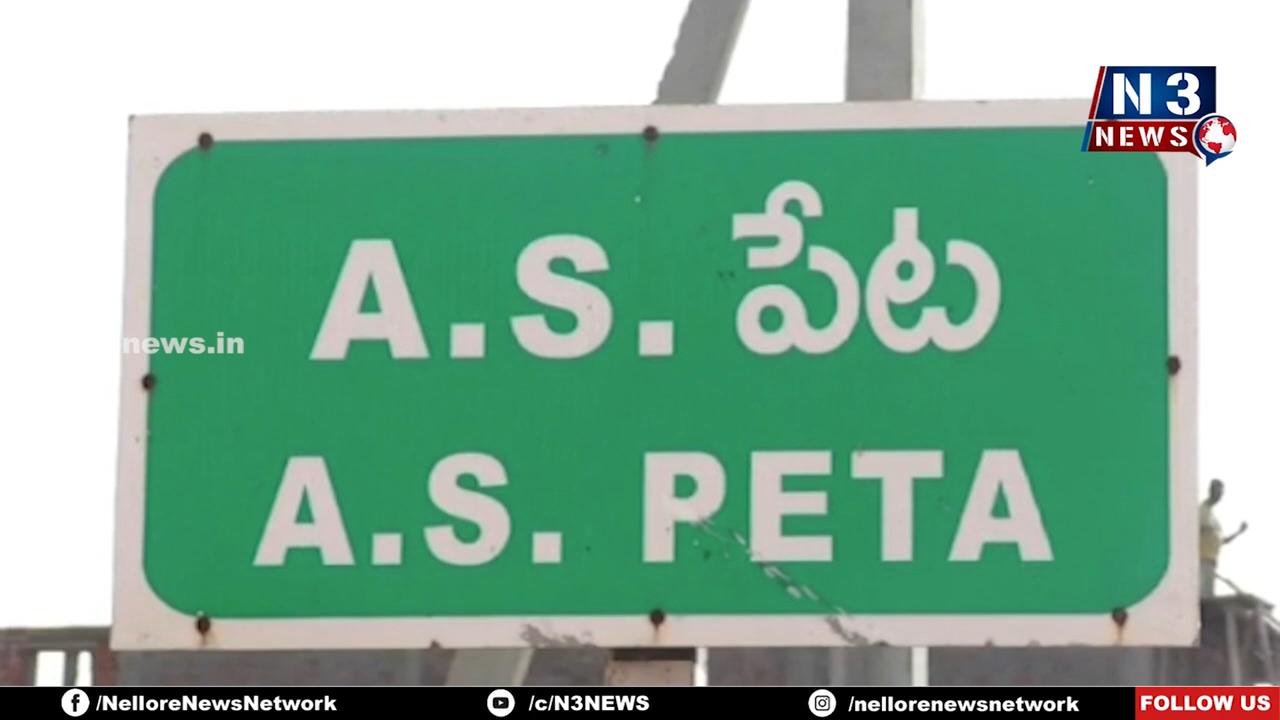 N 3
NEWS
A.S. పేట
news.in
A.S. PETA
/NelloreNewsNetwork
/c/N3NEWS
/nellorenewsnetwork
FOLLOW US